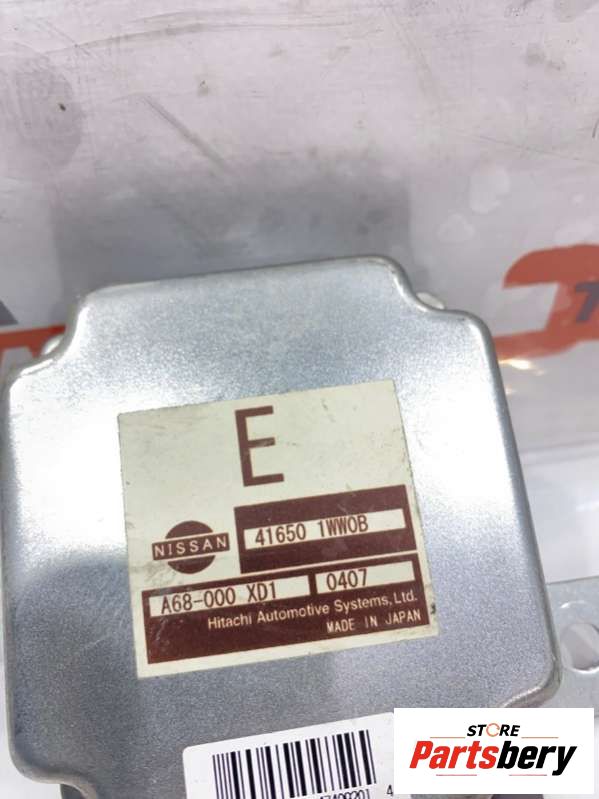 E
NISSAN
41650 1WW0B
A68-000 XD1
0407
Hitachi Automotive Systems, Ltd.
MADE IN JAPAN
STORE
Partsbery